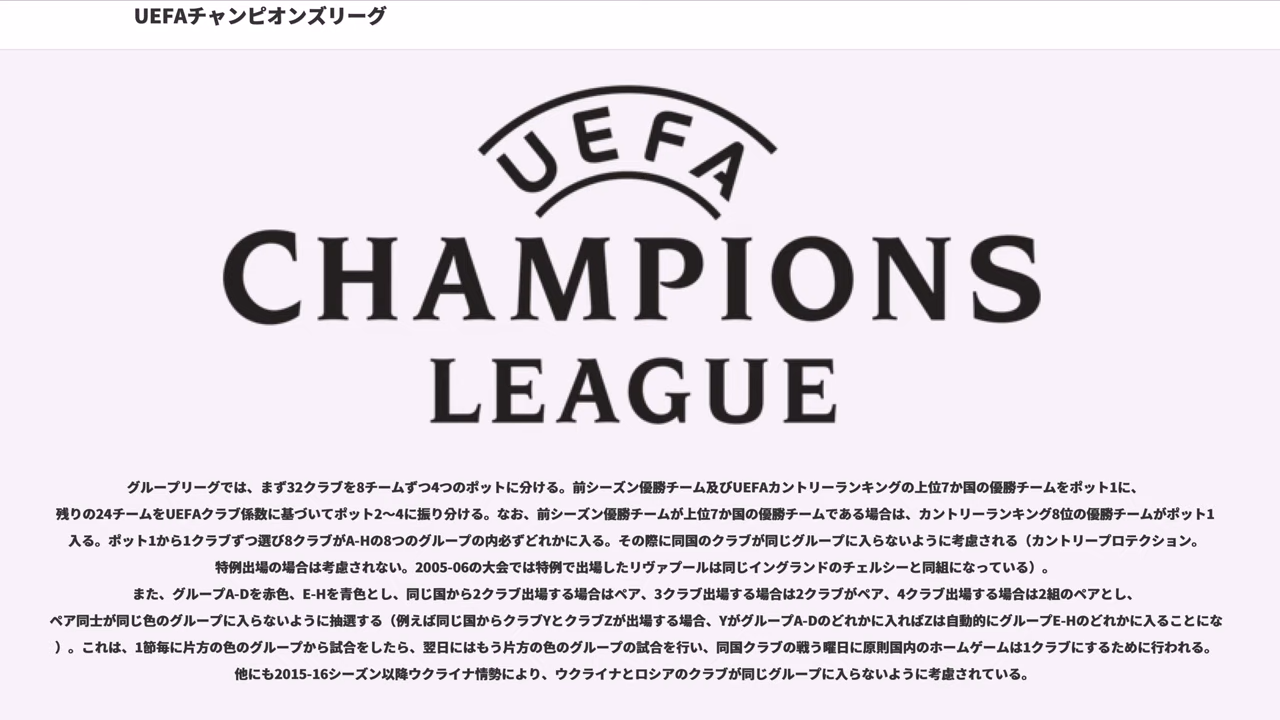 UEFAチャンピオンズリーグ
UEFA
CHAMPIONS
LEAGUE
グループリーグでは、まず32クラブを8チームずつ4つのポットに分ける。前シーズン優勝チーム及びUEFAカントリーランキングの上位7か国の優勝チームをポット1に、
残りの24チームをUEFAクラブ係数に基づいてポット2〜4に振り分ける。なお、前シーズン優勝チームが上位7か国の優勝チームである場合は、カントリーランキング8位の優勝チームがポット1
入る。ポット1から1クラブずつ選び8クラブがA-Hの8つのグループの内必ずどれかに入る。その際に同国のクラブが同じグループに入らないように考慮される（カントリープロテクション。
特例出場の場合は考慮されない。2005-06の大会では特例で出場したリヴァプールは同じイングランドのチェルシーと同組になっている）。
また、グループA-Dを赤色、E-Hを青色とし、同じ国から2クラブ出場する場合はペア、3クラブ出場する場合は2クラブがペア、4クラブ出場する場合は2組のペアとし、
ペア同士が同じ色のグループに入らないように抽選する（例えば同じ国からクラブYとクラブZが出場する場合、YがグループA-Dのどれかに入ればZは自動的にグループE-Hのどれかに入ることにな
）。これは、1節毎に片方の色のグループから試合をしたら、翌日にはもう片方の色のグループの試合を行い、同国クラブの戦う曜日に原則国内のホームゲームは1クラブにするために行われる。
他にも2015-16シーズン以降ウクライナ情勢により、ウクライナとロシアのクラブが同じグループに入らないように考慮されている。